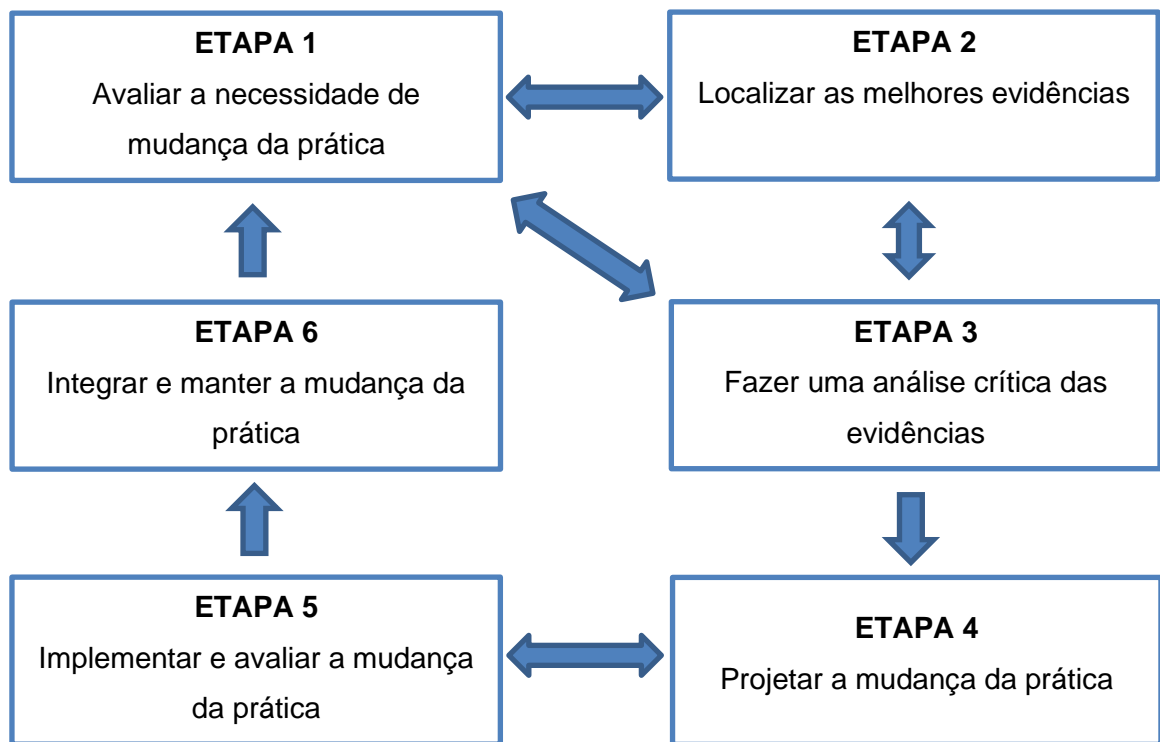 ETAPA 1
Avaliar a necessidade de
mudança da prática
ETAPA 2
Localizar as melhores evidências
ETAPA 3
Fazer uma análise crítica das
evidências
ETAPA 4
Projetar a mudança da prática
ETAPA 5
Implementar e avaliar a mudança
da prática
ETAPA 6
Integrar e manter a mudança da
prática